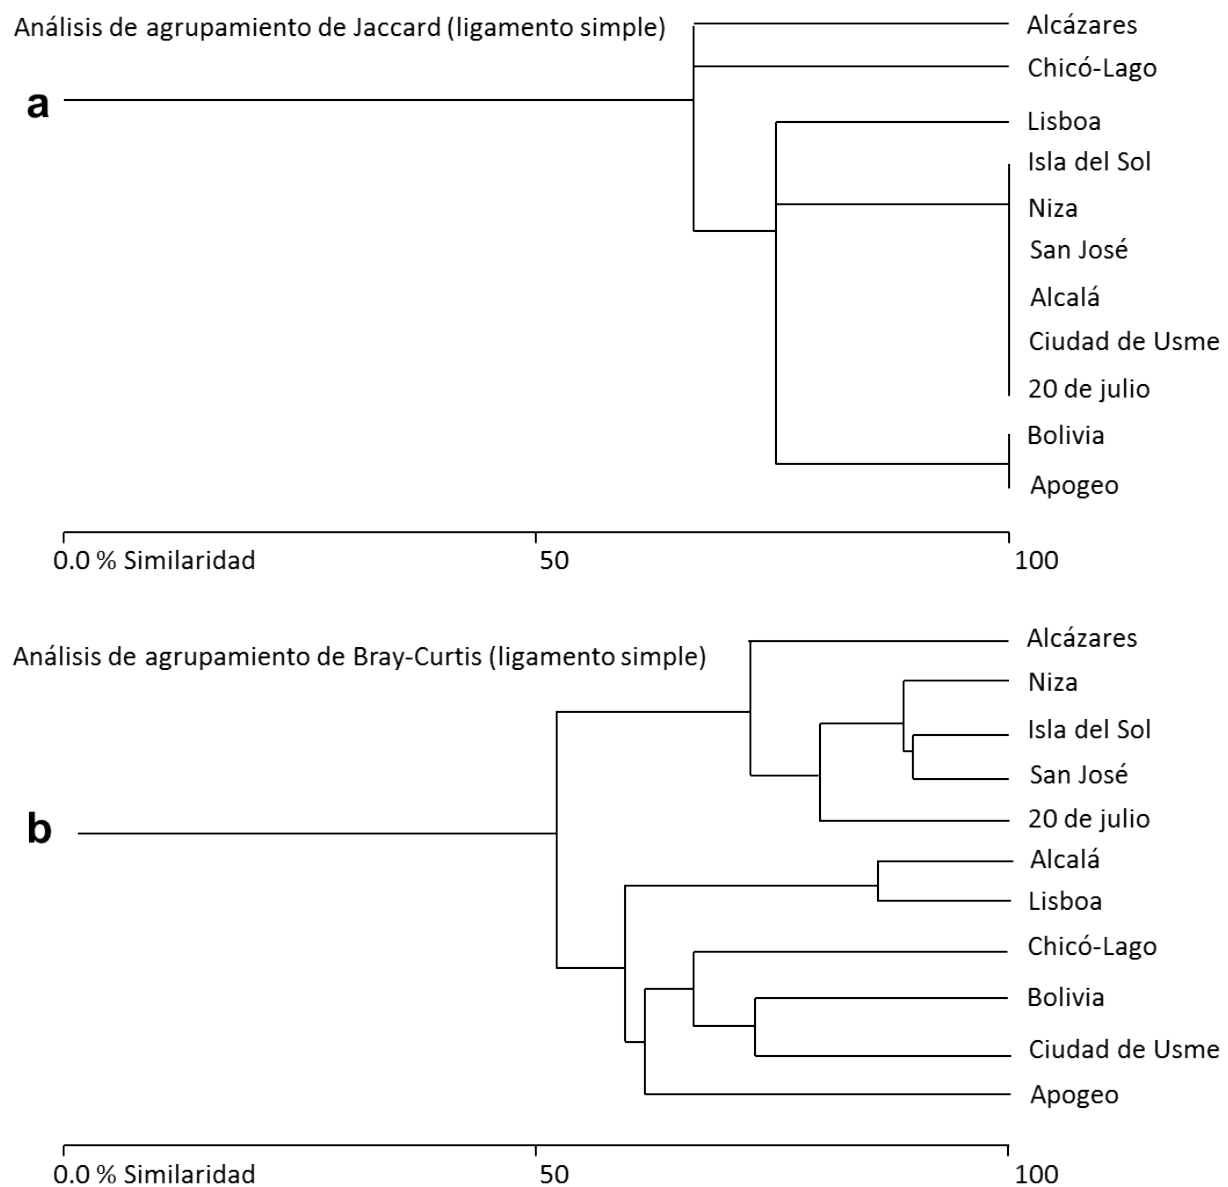 Análisis de agrupamiento de Jaccard (ligamento simple)
a
Alcázares
Chicó-Lago
Lisboa
Isla del Sol
Niza
San José
Alcalá
Ciudad de Usme
20 de julio
Bolivia
Apogeo
0.0 % Similaridad 50 100
Análisis de agrupamiento de Bray-Curtis (ligamento simple)
b
Alcázares
Niza
Isla del Sol
San José
20 de julio
Alcalá
Lisboa
Chicó-Lago
Bolivia
Ciudad de Usme
Apogeo
0.0 % Similaridad 50 100